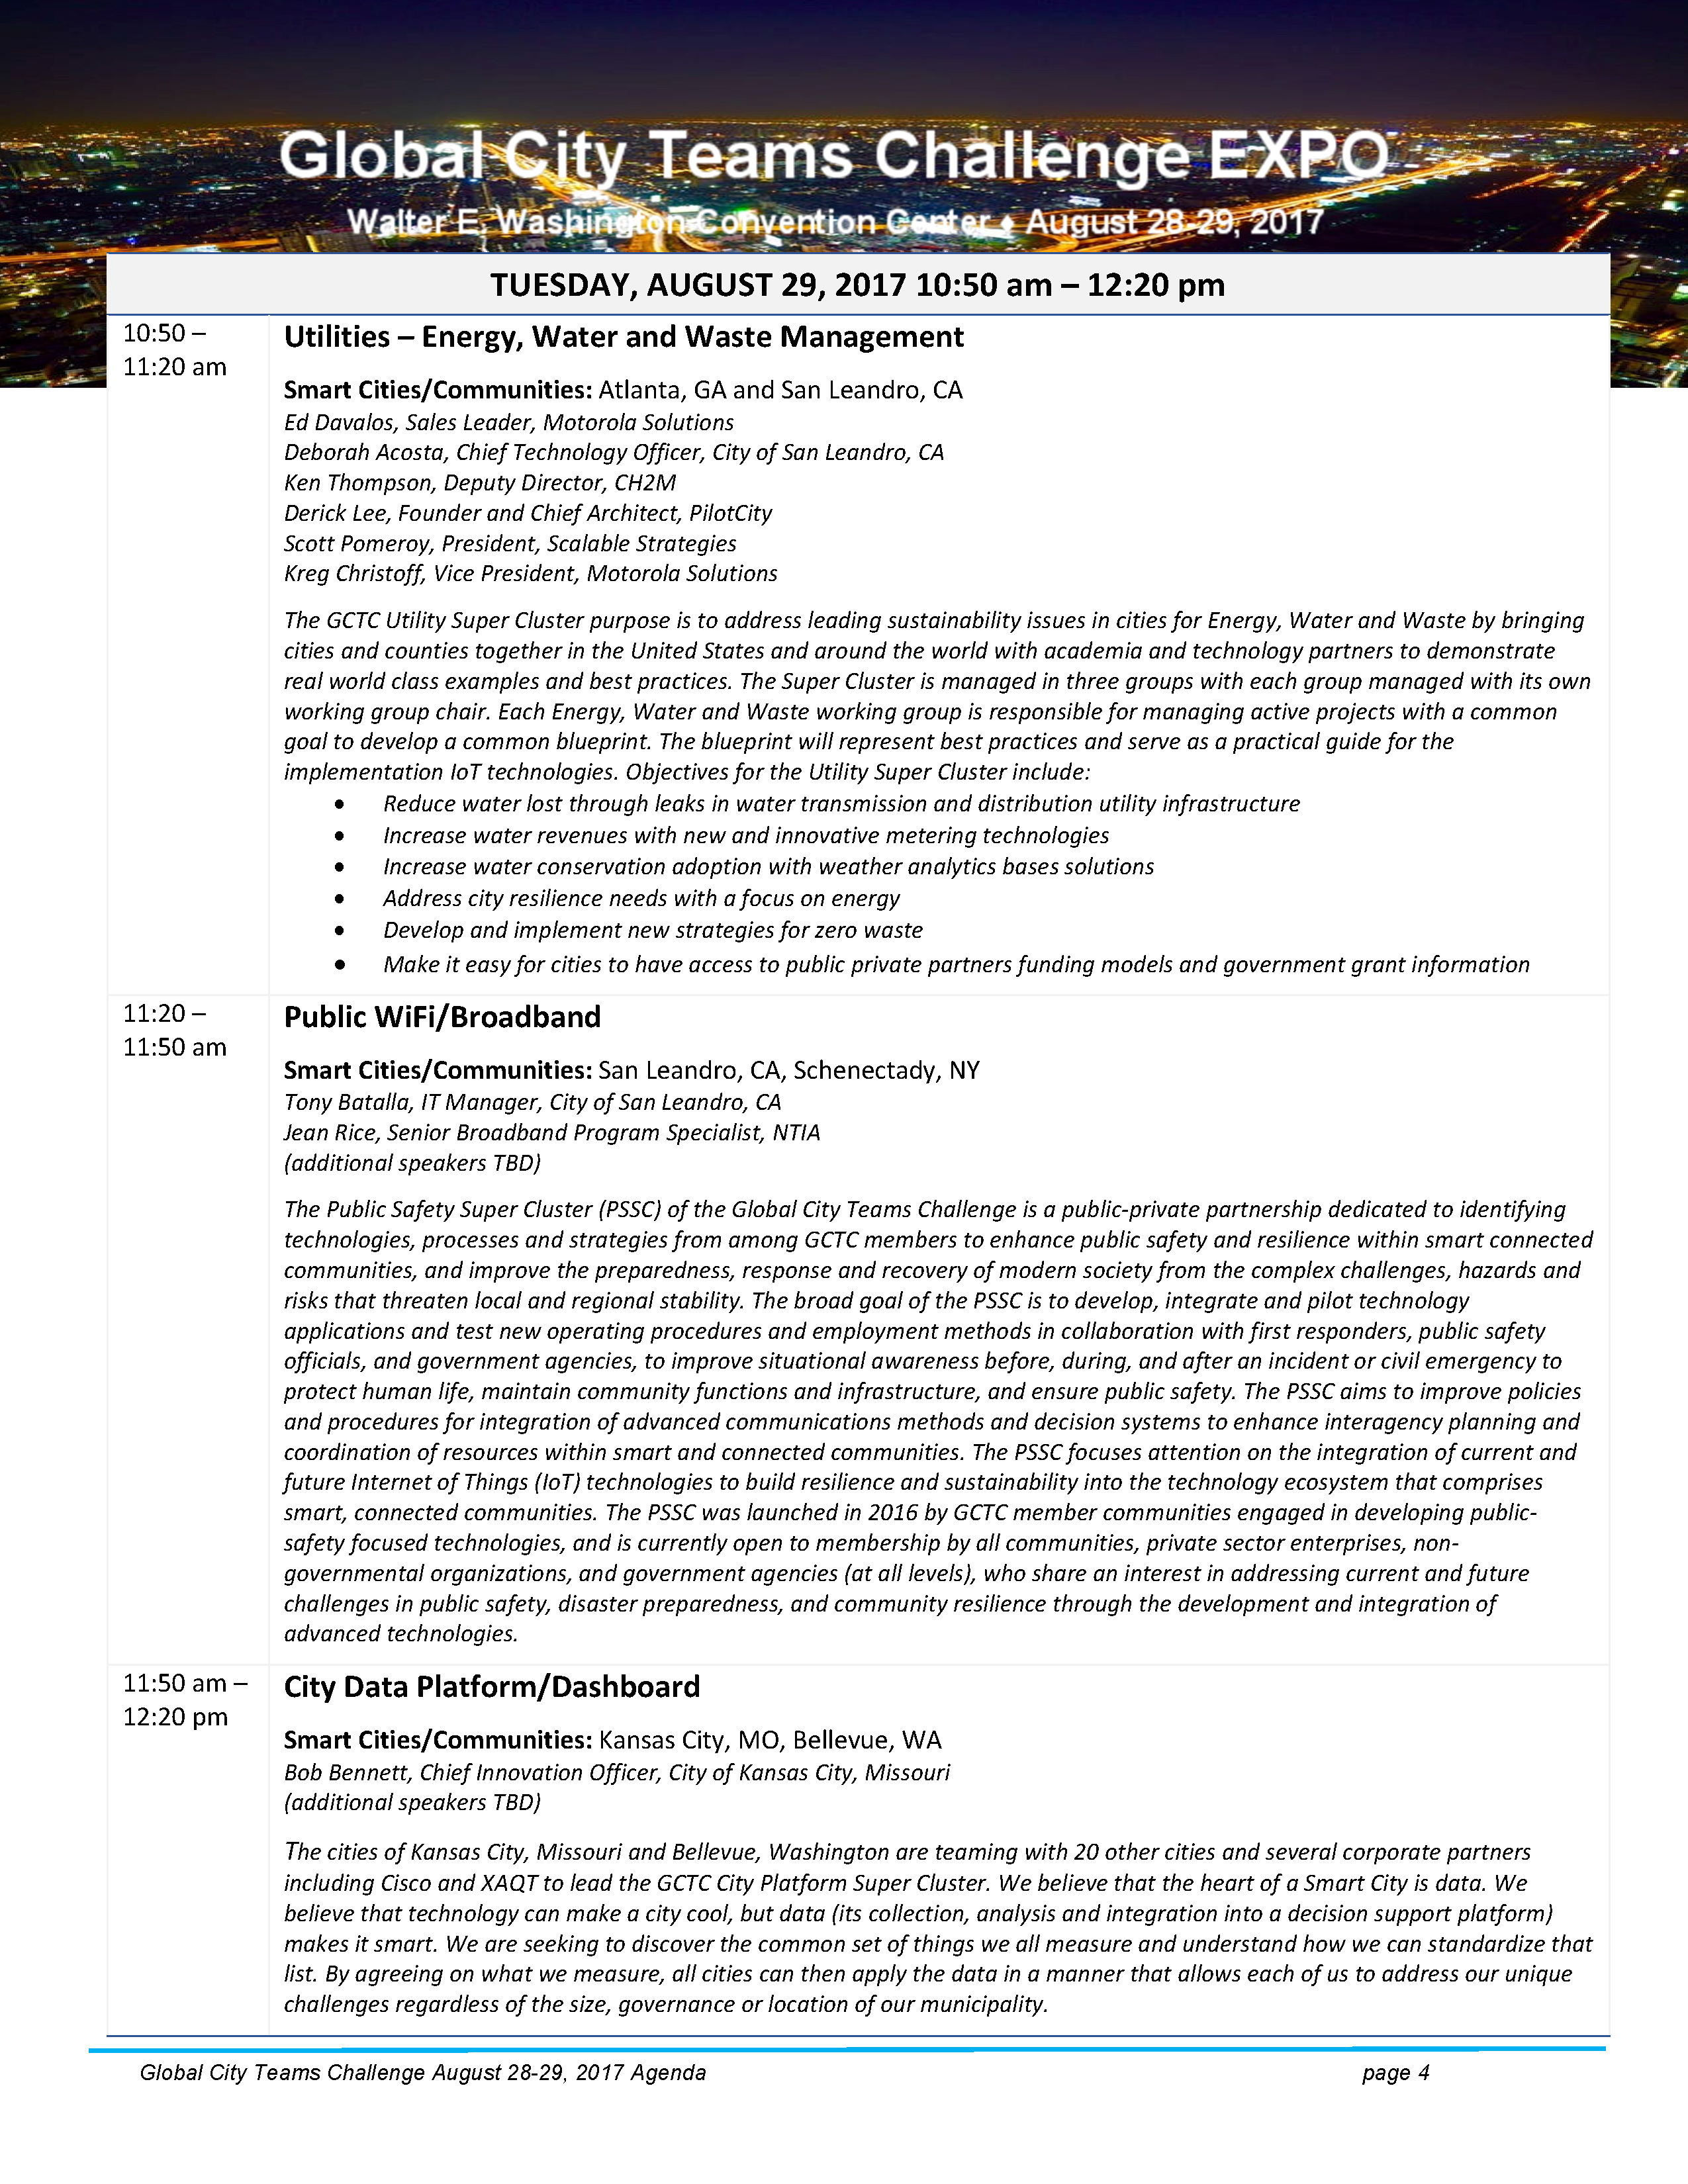 Global City Teams Challenge EXPO
Walter E. Washington Convention Center ♦ August 28-29, 2017
TUESDAY, AUGUST 29, 2017 10:50 am – 12:20 pm
10:50 –
11:20 am
Utilities – Energy, Water and Waste Management
Smart Cities/Communities: Atlanta, GA and San Leandro, CA
Ed Davalos, Sales Leader, Motorola Solutions
Deborah Acosta, Chief Technology Officer, City of San Leandro, CA
Ken Thompson, Deputy Director, CH2M
Derick Lee, Founder and Chief Architect, PilotCity
Scott Pomeroy, President, Scalable Strategies
Kreg Christoff, Vice President, Motorola Solutions
The GCTC Utility Super Cluster purpose is to address leading sustainability issues in cities for Energy, Water and Waste by bringing
cities and counties together in the United States and around the world with academia and technology partners to demonstrate
real world class examples and best practices. The Super Cluster is managed in three groups with each group managed with its own
working group chair. Each Energy, Water and Waste working group is responsible for managing active projects with a common
goal to develop a common blueprint. The blueprint will represent best practices and serve as a practical guide for the
implementation IoT technologies. Objectives for the Utility Super Cluster include:
• Reduce water lost through leaks in water transmission and distribution utility infrastructure
• Increase water revenues with new and innovative metering technologies
• Increase water conservation adoption with weather analytics bases solutions
• Address city resilience needs with a focus on energy
• Develop and implement new strategies for zero waste
• Make it easy for cities to have access to public private partners funding models and government grant information
11:20 –
11:50 am
Public WiFi/Broadband
Smart Cities/Communities: San Leandro, CA, Schenectady, NY
Tony Batalla, IT Manager, City of San Leandro, CA
Jean Rice, Senior Broadband Program Specialist, NTIA
(additional speakers TBD)
The Public Safety Super Cluster (PSSC) of the Global City Teams Challenge is a public-private partnership dedicated to identifying
technologies, processes and strategies from among GCTC members to enhance public safety and resilience within smart connected
communities, and improve the preparedness, response and recovery of modern society from the complex challenges, hazards and
risks that threaten local and regional stability. The broad goal of the PSSC is to develop, integrate and pilot technology
applications and test new operating procedures and employment methods in collaboration with first responders, public safety
officials, and government agencies, to improve situational awareness before, during, and after an incident or civil emergency to
protect human life, maintain community functions and infrastructure, and ensure public safety. The PSSC aims to improve policies
and procedures for integration of advanced communications methods and decision systems to enhance interagency planning and
coordination of resources within smart and connected communities. The PSSC focuses attention on the integration of current and
future Internet of Things (IoT) technologies to build resilience and sustainability into the technology ecosystem that comprises
smart, connected communities. The PSSC was launched in 2016 by GCTC member communities engaged in developing public-
safety focused technologies, and is currently open to membership by all communities, private sector enterprises, non-
governmental organizations, and government agencies (at all levels), who share an interest in addressing current and future
challenges in public safety, disaster preparedness, and community resilience through the development and integration of
advanced technologies.
11:50 am –
12:20 pm
City Data Platform/Dashboard
Smart Cities/Communities: Kansas City, MO, Bellevue, WA
Bob Bennett, Chief Innovation Officer, City of Kansas City, Missouri
(additional speakers TBD)
The cities of Kansas City, Missouri and Bellevue, Washington are teaming with 20 other cities and several corporate partners
including Cisco and XAQT to lead the GCTC City Platform Super Cluster. We believe that the heart of a Smart City is data. We
believe that technology can make a city cool, but data (its collection, analysis and integration into a decision support platform)
makes it smart. We are seeking to discover the common set of things we all measure and understand how we can standardize that
list. By agreeing on what we measure, all cities can then apply the data in a manner that allows each of us to address our unique
challenges regardless of the size, governance or location of our municipality.
Global City Teams Challenge August 28-29, 2017 Agenda page 4